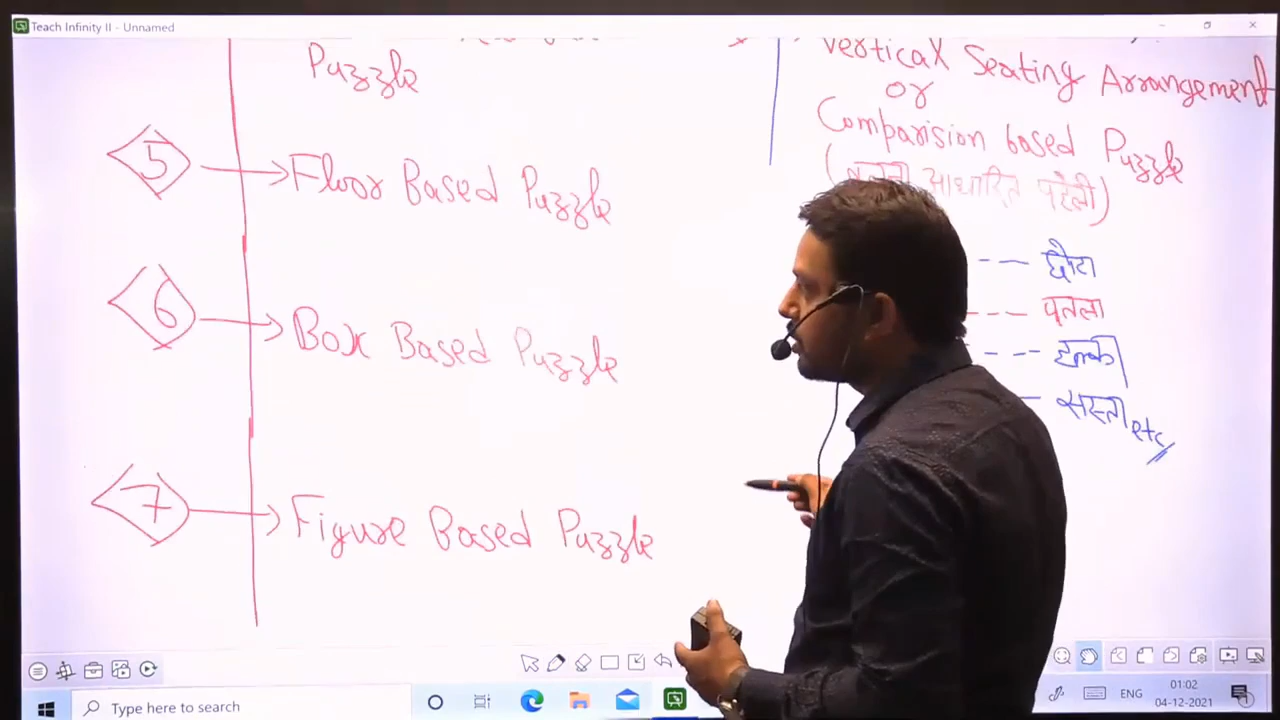 Teach Infinity II - Unnamed
Puzzle
5 Floor Based Puzzle
6 Box Based Puzzle
7 Figure Based Puzzle
Vertical Seating Arrangement
or
Comparision based Puzzle
आधारित पहेली)
--- छोटा
--- पतला
--- हल्का
सस्ता etc
Type here to search
ENG
01:02
04-12-2021